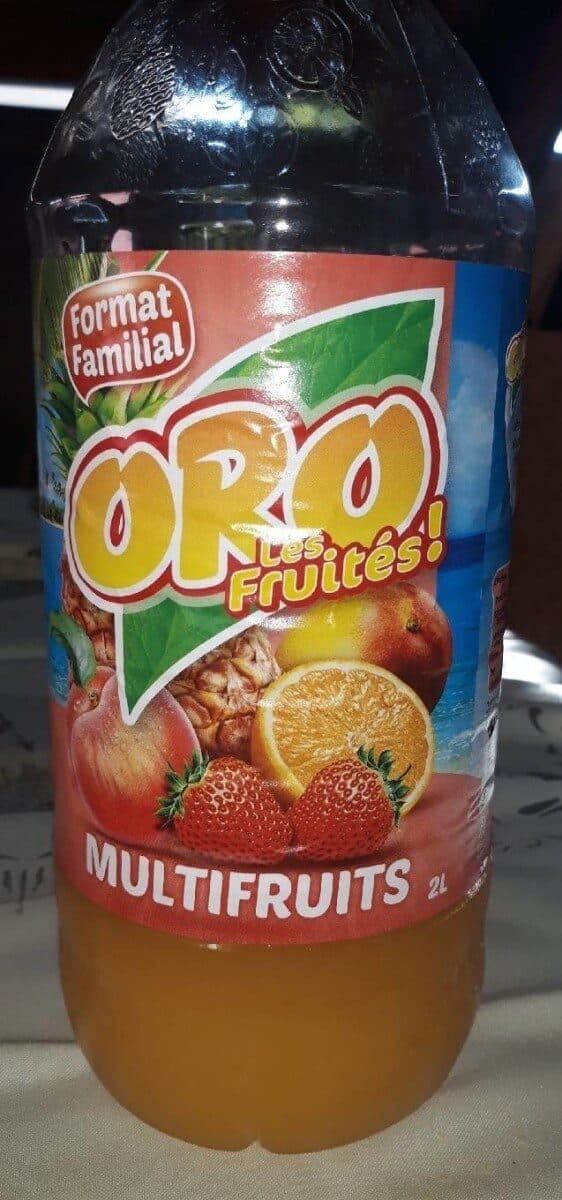 Format
Familial
ORO
Les
Fruités!
MULTIFRUITS 2L